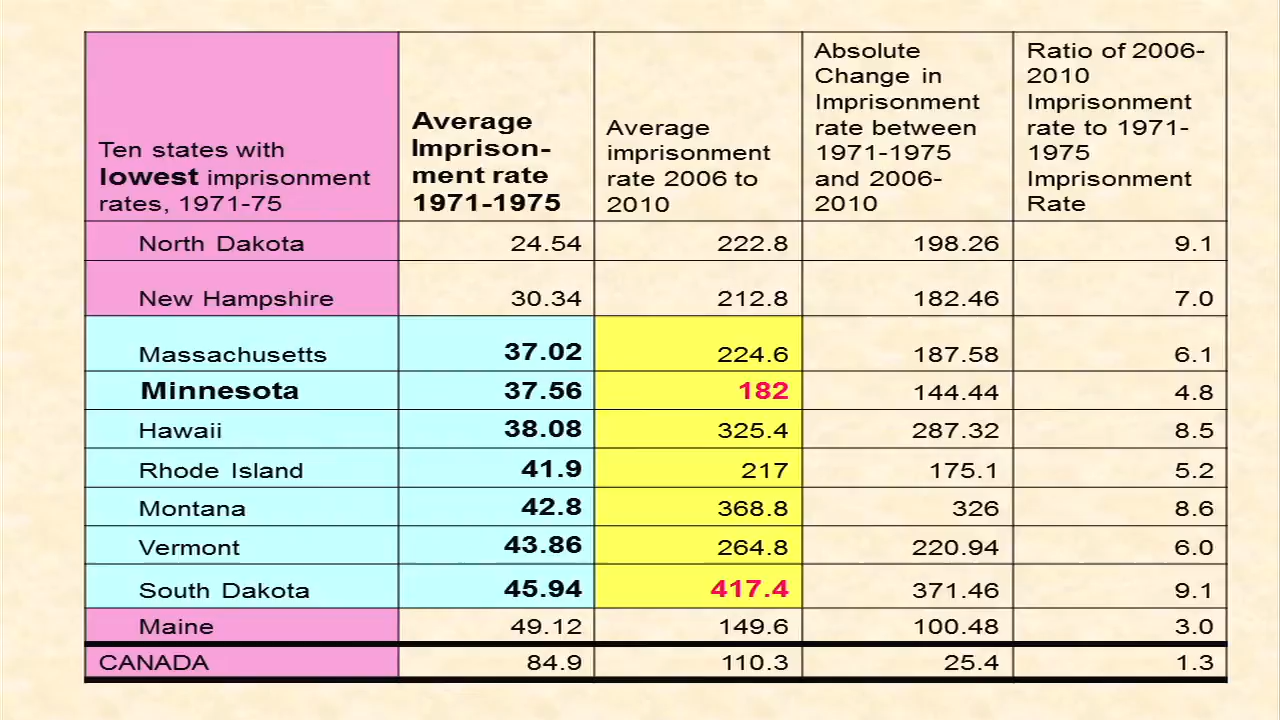 Ten states with
lowest imprisonment
rates, 1971-75
Average
Imprison-
ment rate
1971-1975
Average
imprisonment
rate 2006 to
2010
Absolute
Change in
Imprisonment
rate between
1971-1975
and 2006-
2010
Ratio of 2006-
2010
Imprisonment
rate to 1971-
1975
Imprisonment
Rate
North Dakota 24.54 222.8 198.26 9.1
New Hampshire 30.34 212.8 182.46 7.0
Massachusetts 37.02 224.6 187.58 6.1
Minnesota 37.56 182 144.44 4.8
Hawaii 38.08 325.4 287.32 8.5
Rhode Island 41.9 217 175.1 5.2
Montana 42.8 368.8 326 8.6
Vermont 43.86 264.8 220.94 6.0
South Dakota 45.94 417.4 371.46 9.1
Maine 49.12 149.6 100.48 3.0
CANADA 84.9 110.3 25.4 1.3